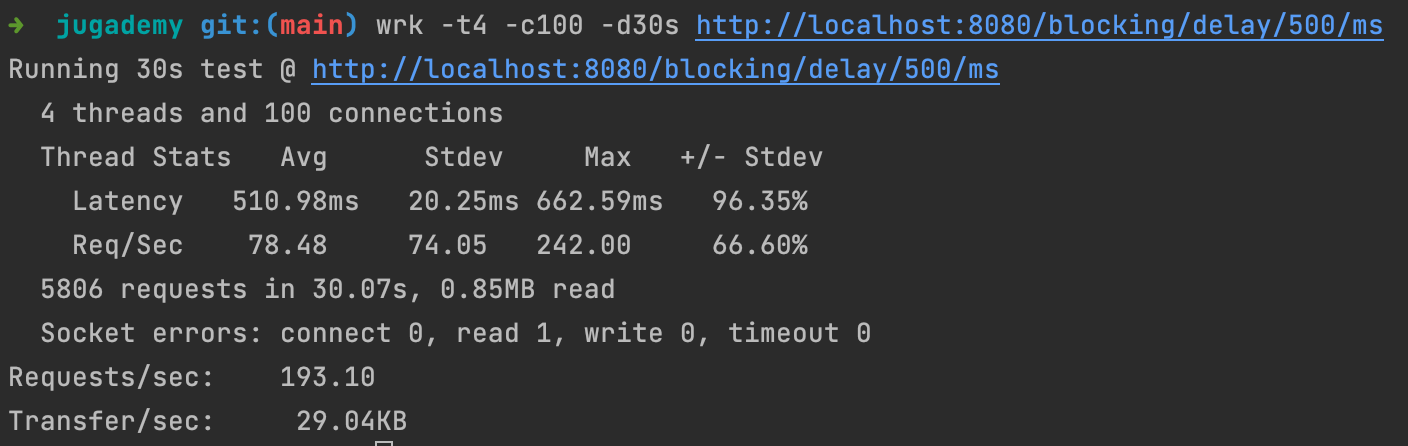 ➜  jugademy git:(main) wrk -t4 -c100 -d30s http://localhost:8080/blocking/delay/500/ms
Running 30s test @ http://localhost:8080/blocking/delay/500/ms
  4 threads and 100 connections
  Thread Stats   Avg      Stdev     Max   +/- Stdev
    Latency   510.98ms   20.25ms 662.59ms   96.35%
    Req/Sec    78.48     74.05   242.00     66.60%
  5806 requests in 30.07s, 0.85MB read
  Socket errors: connect 0, read 1, write 0, timeout 0
Requests/sec:    193.10
Transfer/sec:     29.04KB